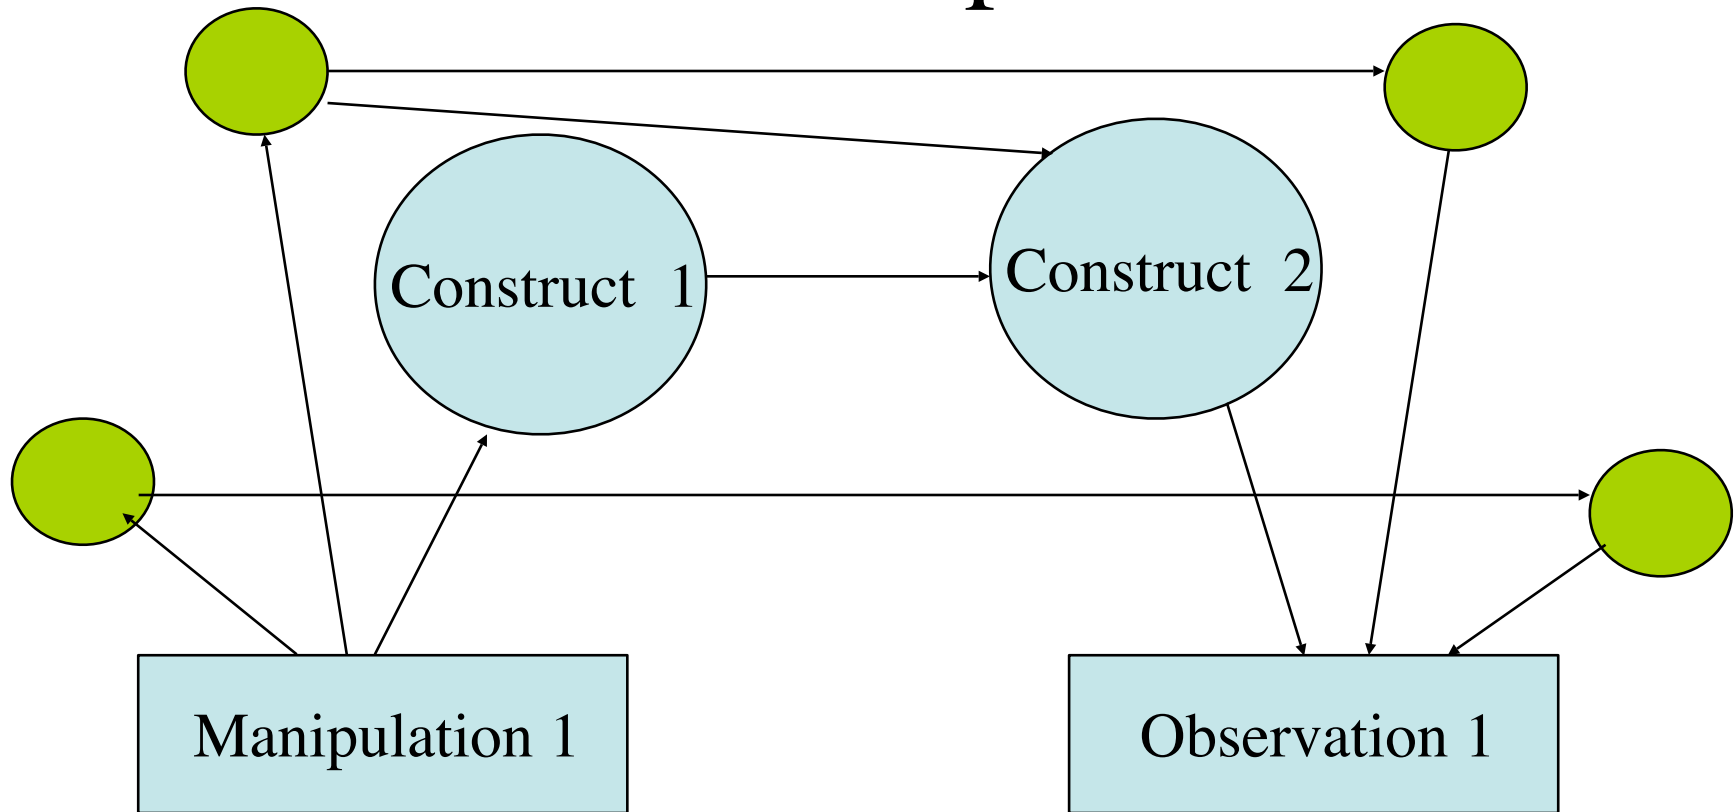 Construct 1
Construct 2
Manipulation 1
Observation 1